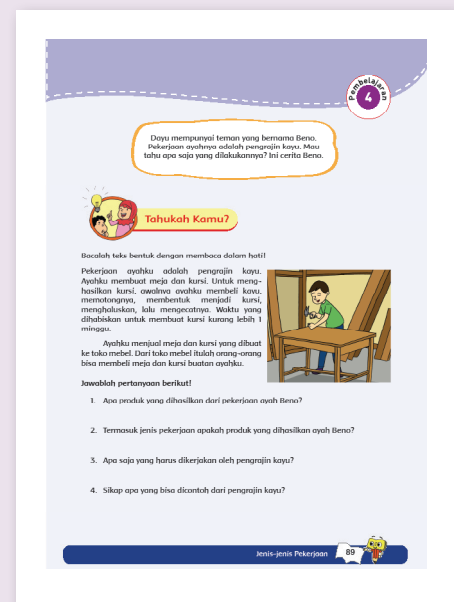 Pembelajaran
4
Dayu mempunyai teman yang bernama Beno.
Pekerjaan ayahnya adalah pengrajin kayu. Mau
tahu apa saja yang dilakukannya? Ini cerita Beno.
Tahukah Kamu?
Bacalah teks bentuk dengan membaca dalam hati!
Pekerjaan ayahku adalah pengrajin kayu.
Ayahku membuat meja dan kursi. Untuk meng-
hasilkan kursi, awalnya ayahku membeli kayu,
memotongnya, membentuk menjadi kursi,
menghaluskan, lalu mengecatnya. Waktu yang
dihabiskan untuk membuat kursi kurang lebih 1
minggu.
Ayahku menjual meja dan kursi yang dibuat
ke toko mebel. Dari toko mebel itulah orang-orang
bisa membeli meja dan kursi buatan ayahku.
Jawablah pertanyaan berikut!
1. Apa produk yang dihasilkan dari pekerjaan ayah Beno?
2. Termasuk jenis pekerjaan apakah produk yang dihasilkan ayah Beno?
3. Apa saja yang harus dikerjakan oleh pengrajin kayu?
4. Sikap apa yang bisa dicontoh dari pengrajin kayu?
Jenis-jenis Pekerjaan
89